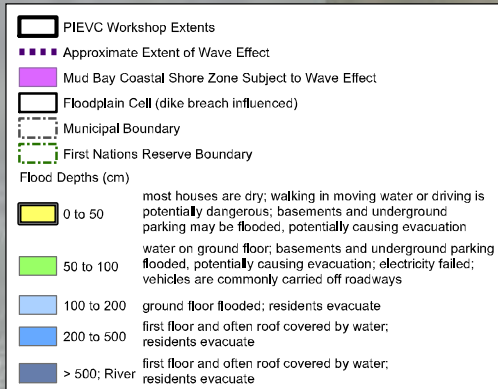 PIEVC Workshop Extents
Approximate Extent of Wave Effect
Mud Bay Coastal Shore Zone Subject to Wave Effect
Floodplain Cell (dike breach influenced)
Municipal Boundary
First Nations Reserve Boundary
Flood Depths (cm)
0 to 50
most houses are dry; walking in moving water or driving is
potentially dangerous; basements and underground
parking may be flooded, potentially causing evacuation
50 to 100
water on ground floor; basements and underground parking
flooded, potentially causing evacuation; electricity failed;
vehicles are commonly carried off roadways
100 to 200
ground floor flooded; residents evacuate
200 to 500
first floor and often roof covered by water;
residents evacuate
> 500; River
first floor and often roof covered by water;
residents evacuate